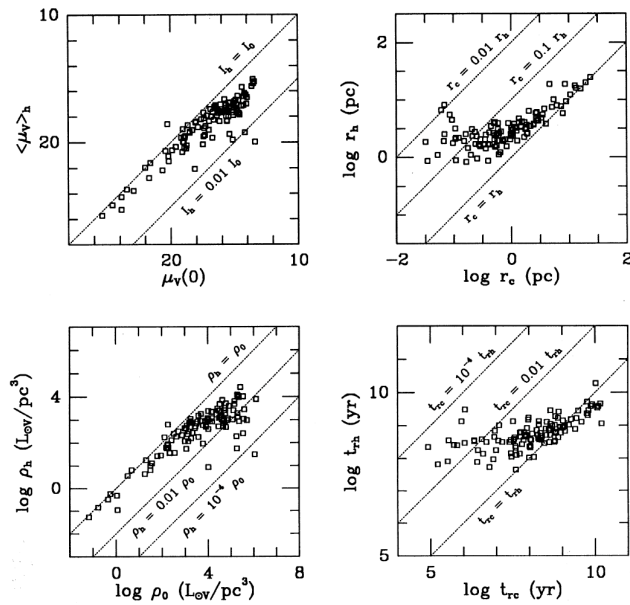 10
20
<μV>h
Ih = I0
Ih = 0.01 I0
20
10
μV(0)
2
0
log rh (pc)
rc = 0.01 rh
rc = 0.1 rh
rc = rh
−2
0
2
log rc (pc)
4
0
log ρh (L⊙V/pc³)
ρh = ρ0
ρh = 0.01 ρ0
ρh = 10⁻⁴ ρ0
0
4
8
log ρ0 (L⊙V/pc³)
10
5
log trh (yr)
trc = 10⁻⁴ trh
trc = 0.01 trh
trc = trh
4
6
8
10
log trc (yr)